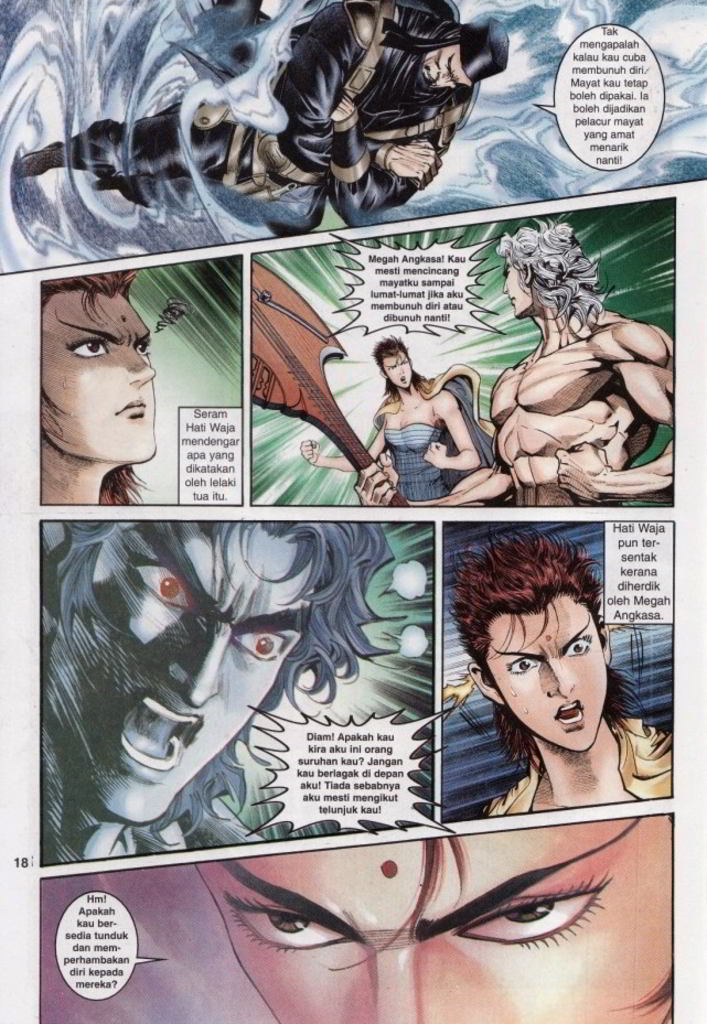 Tak
mengapalah
kalau kau cuba
membunuh diri.
Mayat kau tetap
boleh dipakai. Ia
boleh dijadikan
pelacur mayat
yang amat
menarik
nanti!
Seram
Hati Waja
mendengar
apa yang
dikatakan
oleh lelaki
tua itu.
Megah Angkasa! Kau
mesti mencincang
mayatku sampai
lumat-lumat jika aku
membunuh diri atau
dibunuh nanti!
Diam! Apakah kau
kira aku ini orang
suruhan kau? Jangan
kau berlagak di depan
aku! Tiada sebabnya
aku mesti mengikut
telunjuk kau!
Hati Waja
pun ter-
sentak
kerana
diherdik
oleh Megah
Angkasa.
18
Hm!
Apakah
kau ber-
sedia tunduk
dan mem-
perhambakan
diri kepada
mereka?